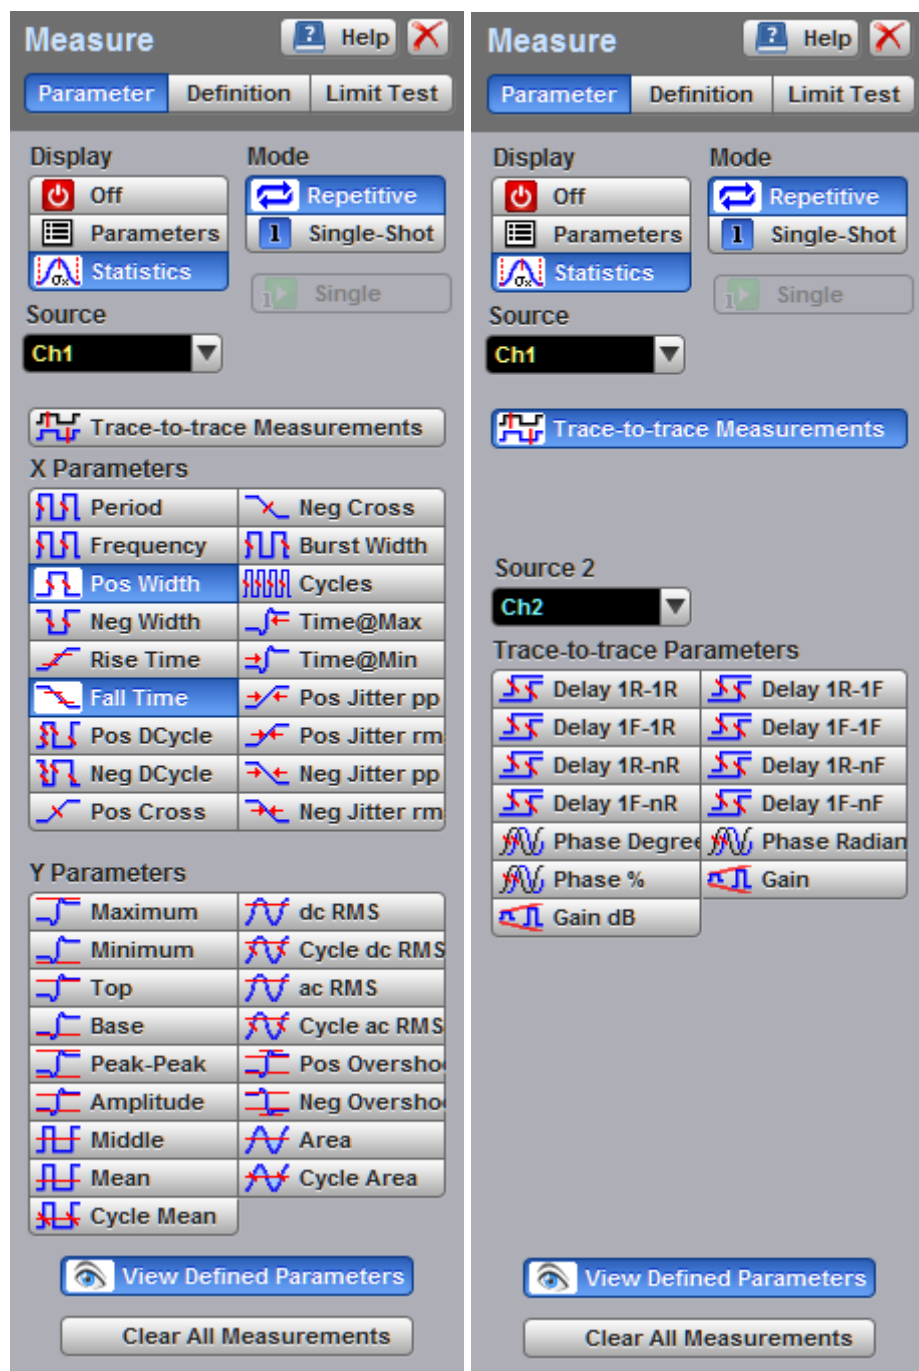 Measure
? Help
Parameter Definition Limit Test
Display Mode
Off Repetitive
Parameters 1 Single-Shot
σx Statistics
1 Single
Source
Ch1
Trace-to-trace Measurements
X Parameters
Period Neg Cross
Frequency Burst Width
Pos Width Cycles
Neg Width Time@Max
Rise Time Time@Min
Fall Time Pos Jitter pp
Pos DCycle Pos Jitter rm
Neg DCycle Neg Jitter pp
Pos Cross Neg Jitter rm
Y Parameters
Maximum dc RMS
Minimum Cycle dc RMS
Top ac RMS
Base Cycle ac RMS
Peak-Peak Pos Oversho
Amplitude Neg Oversho
Middle Area
Mean Cycle Area
Cycle Mean
View Defined Parameters
Clear All Measurements
Measure
? Help
Parameter Definition Limit Test
Display Mode
Off Repetitive
Parameters 1 Single-Shot
σx Statistics
1 Single
Source
Ch1
Trace-to-trace Measurements
Source 2
Ch2
Trace-to-trace Parameters
Delay 1R-1R Delay 1R-1F
Delay 1F-1R Delay 1F-1F
Delay 1R-nR Delay 1R-nF
Delay 1F-nR Delay 1F-nF
Phase Degree Phase Radian
Phase % Gain
Gain dB
View Defined Parameters
Clear All Measurements